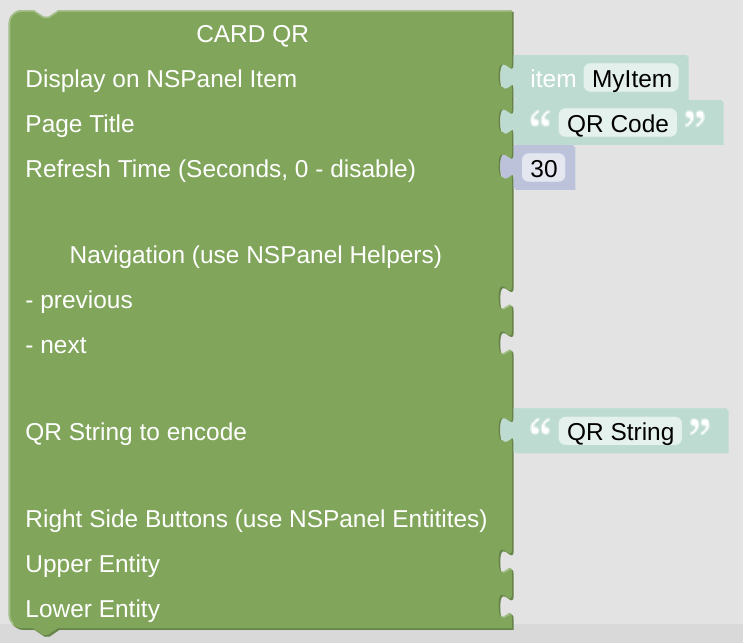 CARD QR
Display on NSPanel Item item MyItem
Page Title “ QR Code ”
Refresh Time (Seconds, 0 - disable) 30
Navigation (use NSPanel Helpers)
- previous
- next
QR String to encode “ QR String ”
Right Side Buttons (use NSPanel Entitites)
Upper Entity
Lower Entity